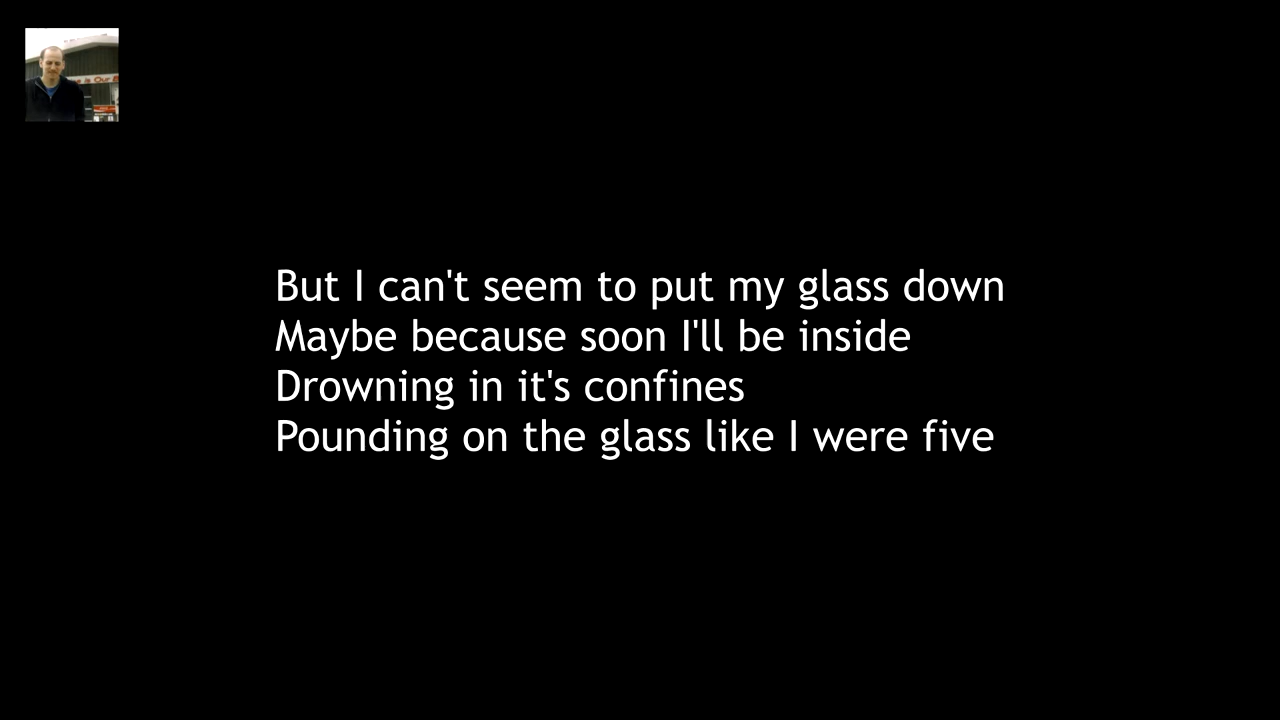 But I can't seem to put my glass down
Maybe because soon I'll be inside
Drowning in it's confines
Pounding on the glass like I were five